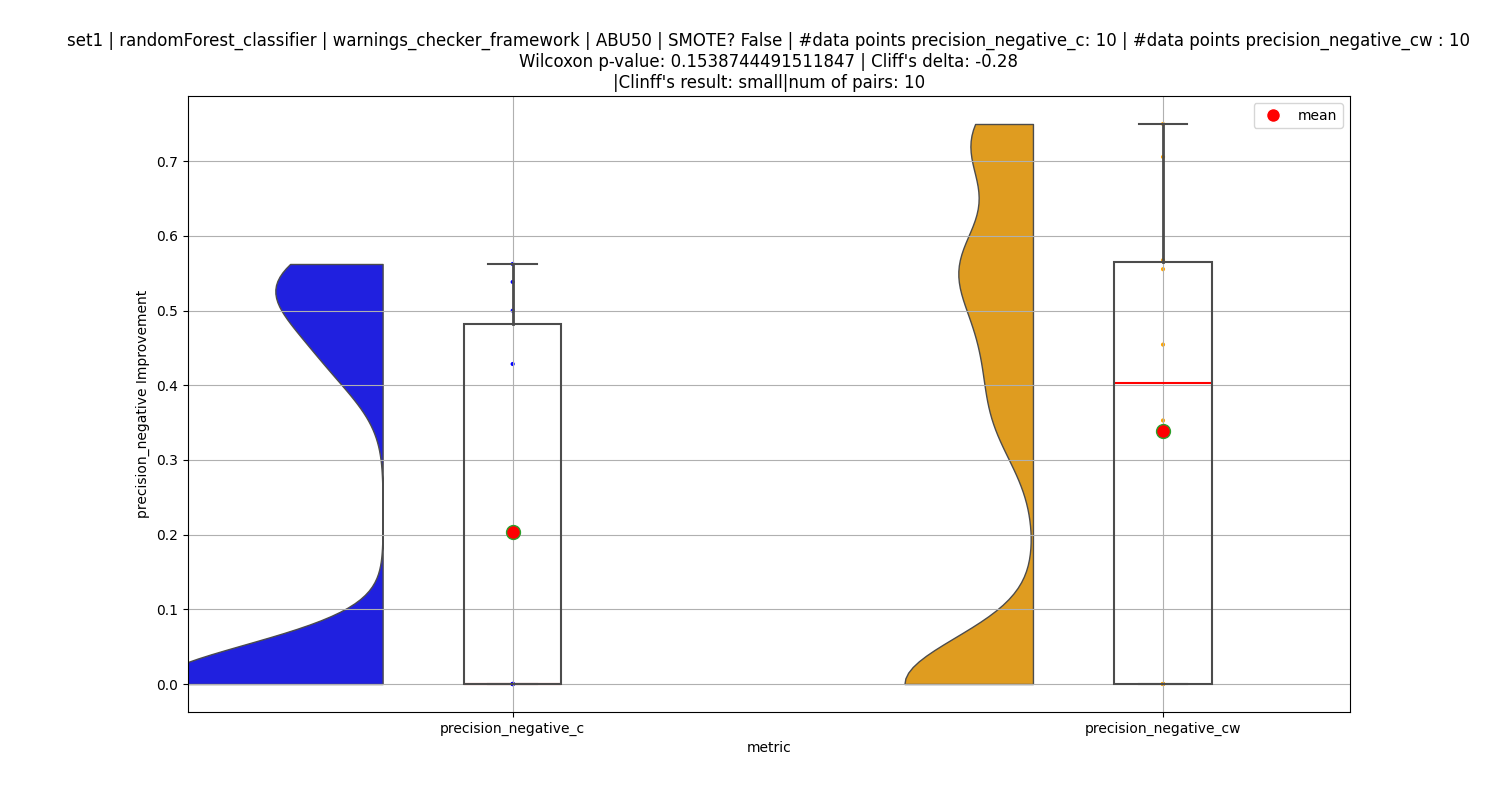 set1 | randomForest_classifier | warnings_checker_framework | ABU50 | SMOTE? False | #data points precision_negative_c: 10 | #data points precision_negative_cw : 10
Wilcoxon p-value: 0.1538744491511847 | Cliff's delta: -0.28
|Clinff's result: small|num of pairs: 10
mean
0.7
0.6
0.5
0.4
0.3
0.2
0.1
0.0
precision_negative Improvement
precision_negative_c
precision_negative_cw
metric